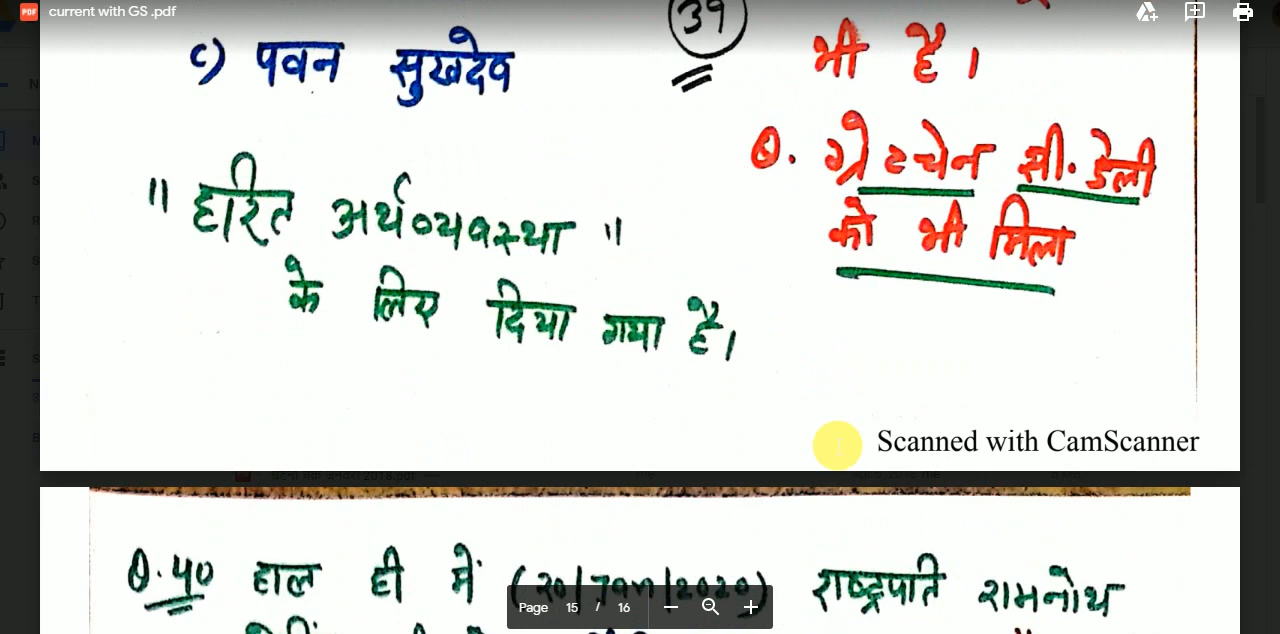 current with GS .pdf
39
c) पवन सुखदेव
"हरित अर्थव्यवस्था"
के लिए दिया गया है।
भी है।
Q. ग्रेटचेन सी. डेली
को भी मिला
Scanned with CamScanner
Q.40 हाल ही में (20/Jan/2020) राष्ट्रपति रामनोथ
Page 15 / 16